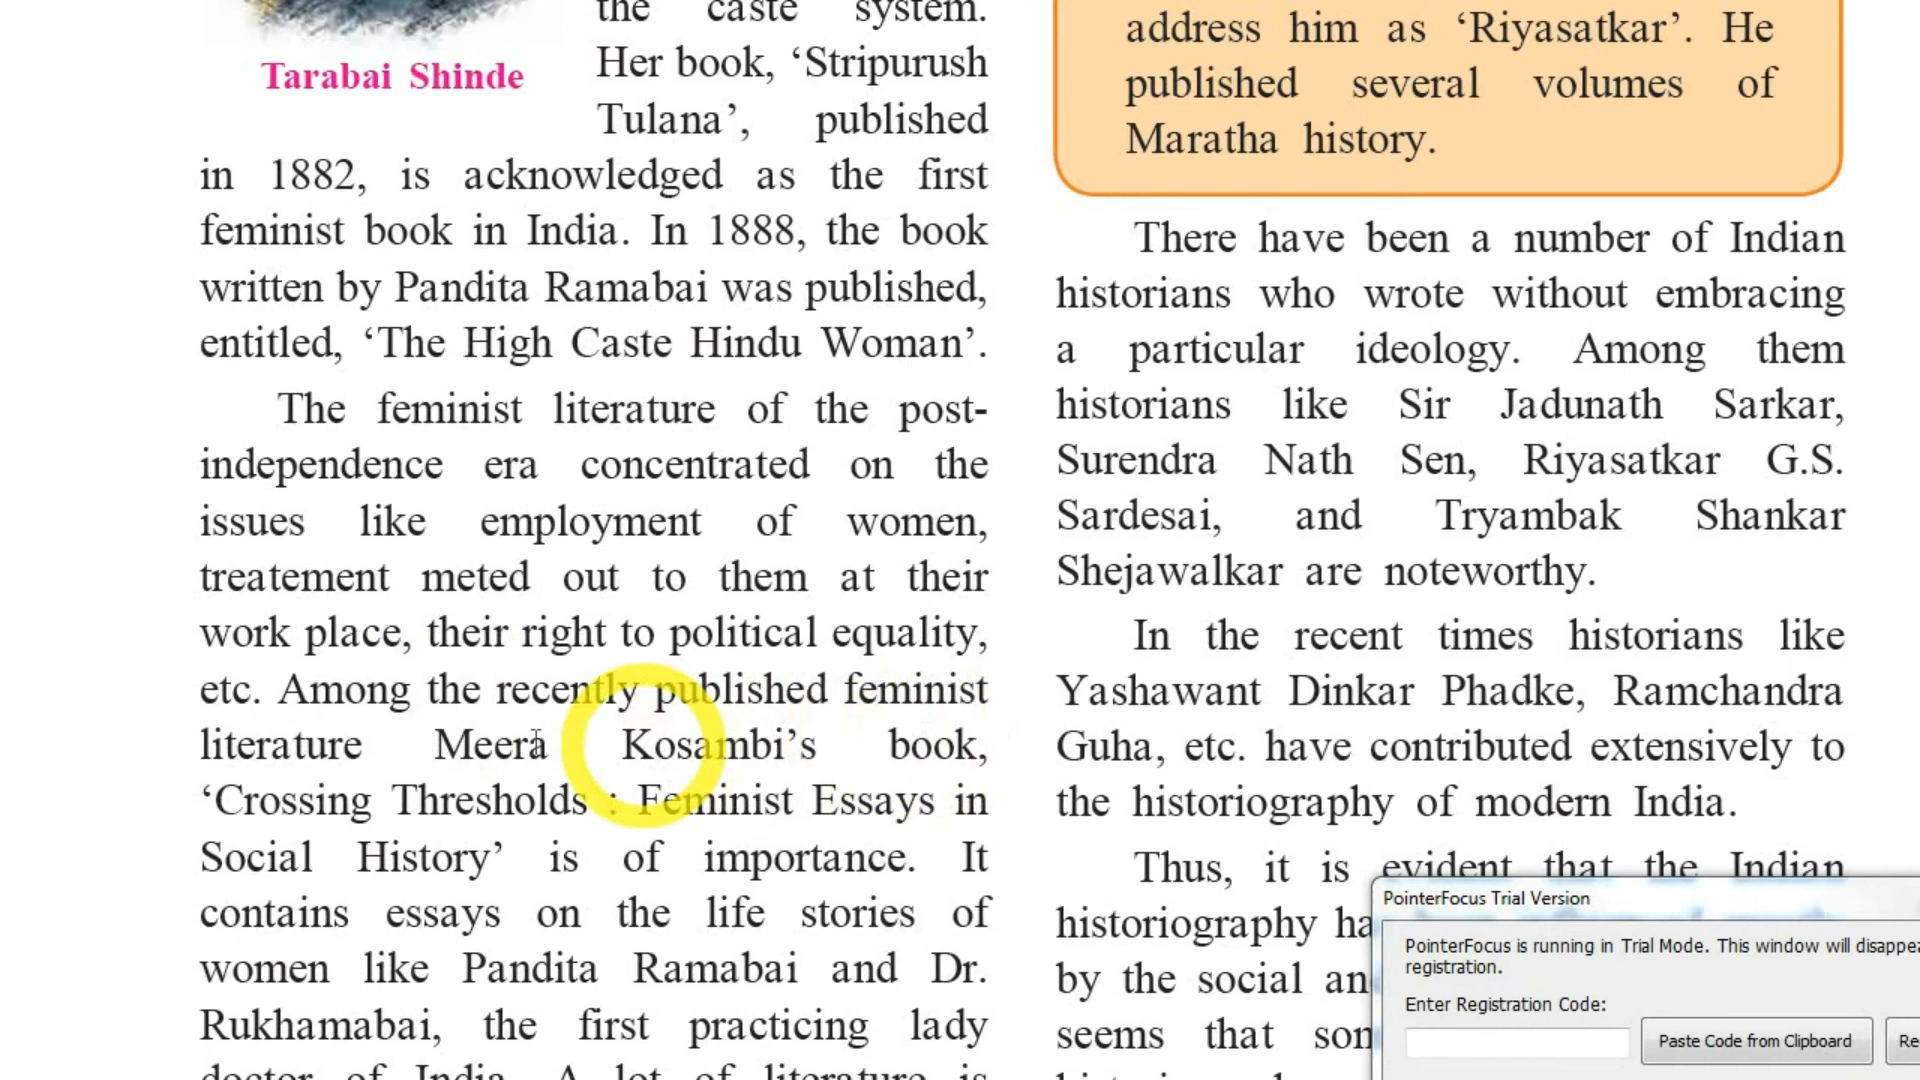 the caste system.
Her book, ‘Stripurush
Tulana’, published
Tarabai Shinde
in 1882, is acknowledged as the first
feminist book in India. In 1888, the book
written by Pandita Ramabai was published,
entitled, ‘The High Caste Hindu Woman’.
The feminist literature of the post-
independence era concentrated on the
issues like employment of women,
treatement meted out to them at their
work place, their right to political equality,
etc. Among the recently published feminist
literature Meera Kosambi’s book,
‘Crossing Thresholds : Feminist Essays in
Social History’ is of importance. It
contains essays on the life stories of
women like Pandita Ramabai and Dr.
Rukhamabai, the first practicing lady
doctor of India. A lot of literature is
address him as ‘Riyasatkar’. He
published several volumes of
Maratha history.
There have been a number of Indian
historians who wrote without embracing
a particular ideology. Among them
historians like Sir Jadunath Sarkar,
Surendra Nath Sen, Riyasatkar G.S.
Sardesai, and Tryambak Shankar
Shejawalkar are noteworthy.
In the recent times historians like
Yashawant Dinkar Phadke, Ramchandra
Guha, etc. have contributed extensively to
the historiography of modern India.
Thus, it is evident that the Indian
historiography
by the social
seems that
PointerFocus Trial Version
PointerFocus is running in Trial Mode. This window will
registration.
Enter Registration Code:
Paste Code from Clipboard